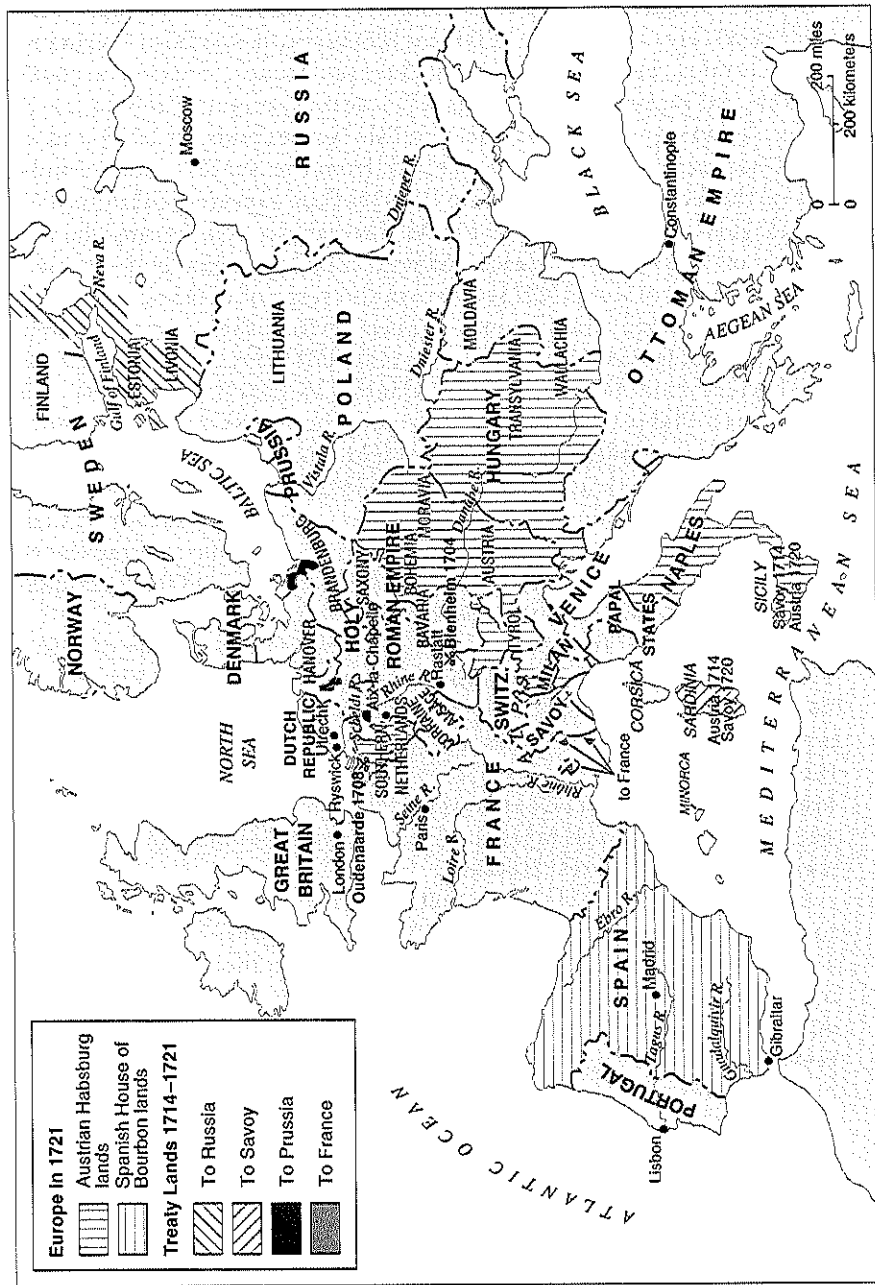 Europe in 1721
Austrian Habsburg
lands
Spanish House of
Bourbon lands
Treaty Lands 1714–1721
To Russia
To Savoy
To Prussia
To France
NORWAY
SWEDEN
FINLAND
Gulf of Finland
Neva R.
ESTONIA
LIVONIA
Moscow
RUSSIA
NORTH
SEA
DENMARK
BALTIC SEA
LITHUANIA
GREAT
BRITAIN
London
DUTCH
REPUBLIC
Utrecht
Ryswick
Oudenaarde 1708
HANOVER
BRANDENBURG
PRUSSIA
Vistula R.
POLAND
Dnieper R.
Scheldt R.
Aix-la-Chapelle
SOUTHERN
NETHERLANDS
HOLY
ROMAN EMPIRE
SAXONY
BOHEMIA
MORAVIA
Seine R.
Paris
LORRAINE
ALSACE
Rhine R.
Rastatt
BAVARIA
Blenheim 1704
Danube R.
AUSTRIA
HUNGARY
TRANSYLVANIA
Dniester R.
MOLDAVIA
WALLACHIA
Loire R.
FRANCE
SWITZ.
TYROL
ALPS
SAVOY
MILAN
VENICE
Rhône R.
to France
PAPAL
STATES
NAPLES
CORSICA
SARDINIA
Austria 1714
Savoy 1720
SICILY
Savoy 1714
Austria 1720
MINORCA
ATLANTIC OCEAN
PORTUGAL
Lisbon
SPAIN
Ebro R.
Madrid
Tagus R.
Guadalquivir R.
Gibraltar
MEDITERRANEAN SEA
BLACK SEA
Constantinople
OTTOMAN EMPIRE
AEGEAN SEA
0 200 miles
0 200 kilometers